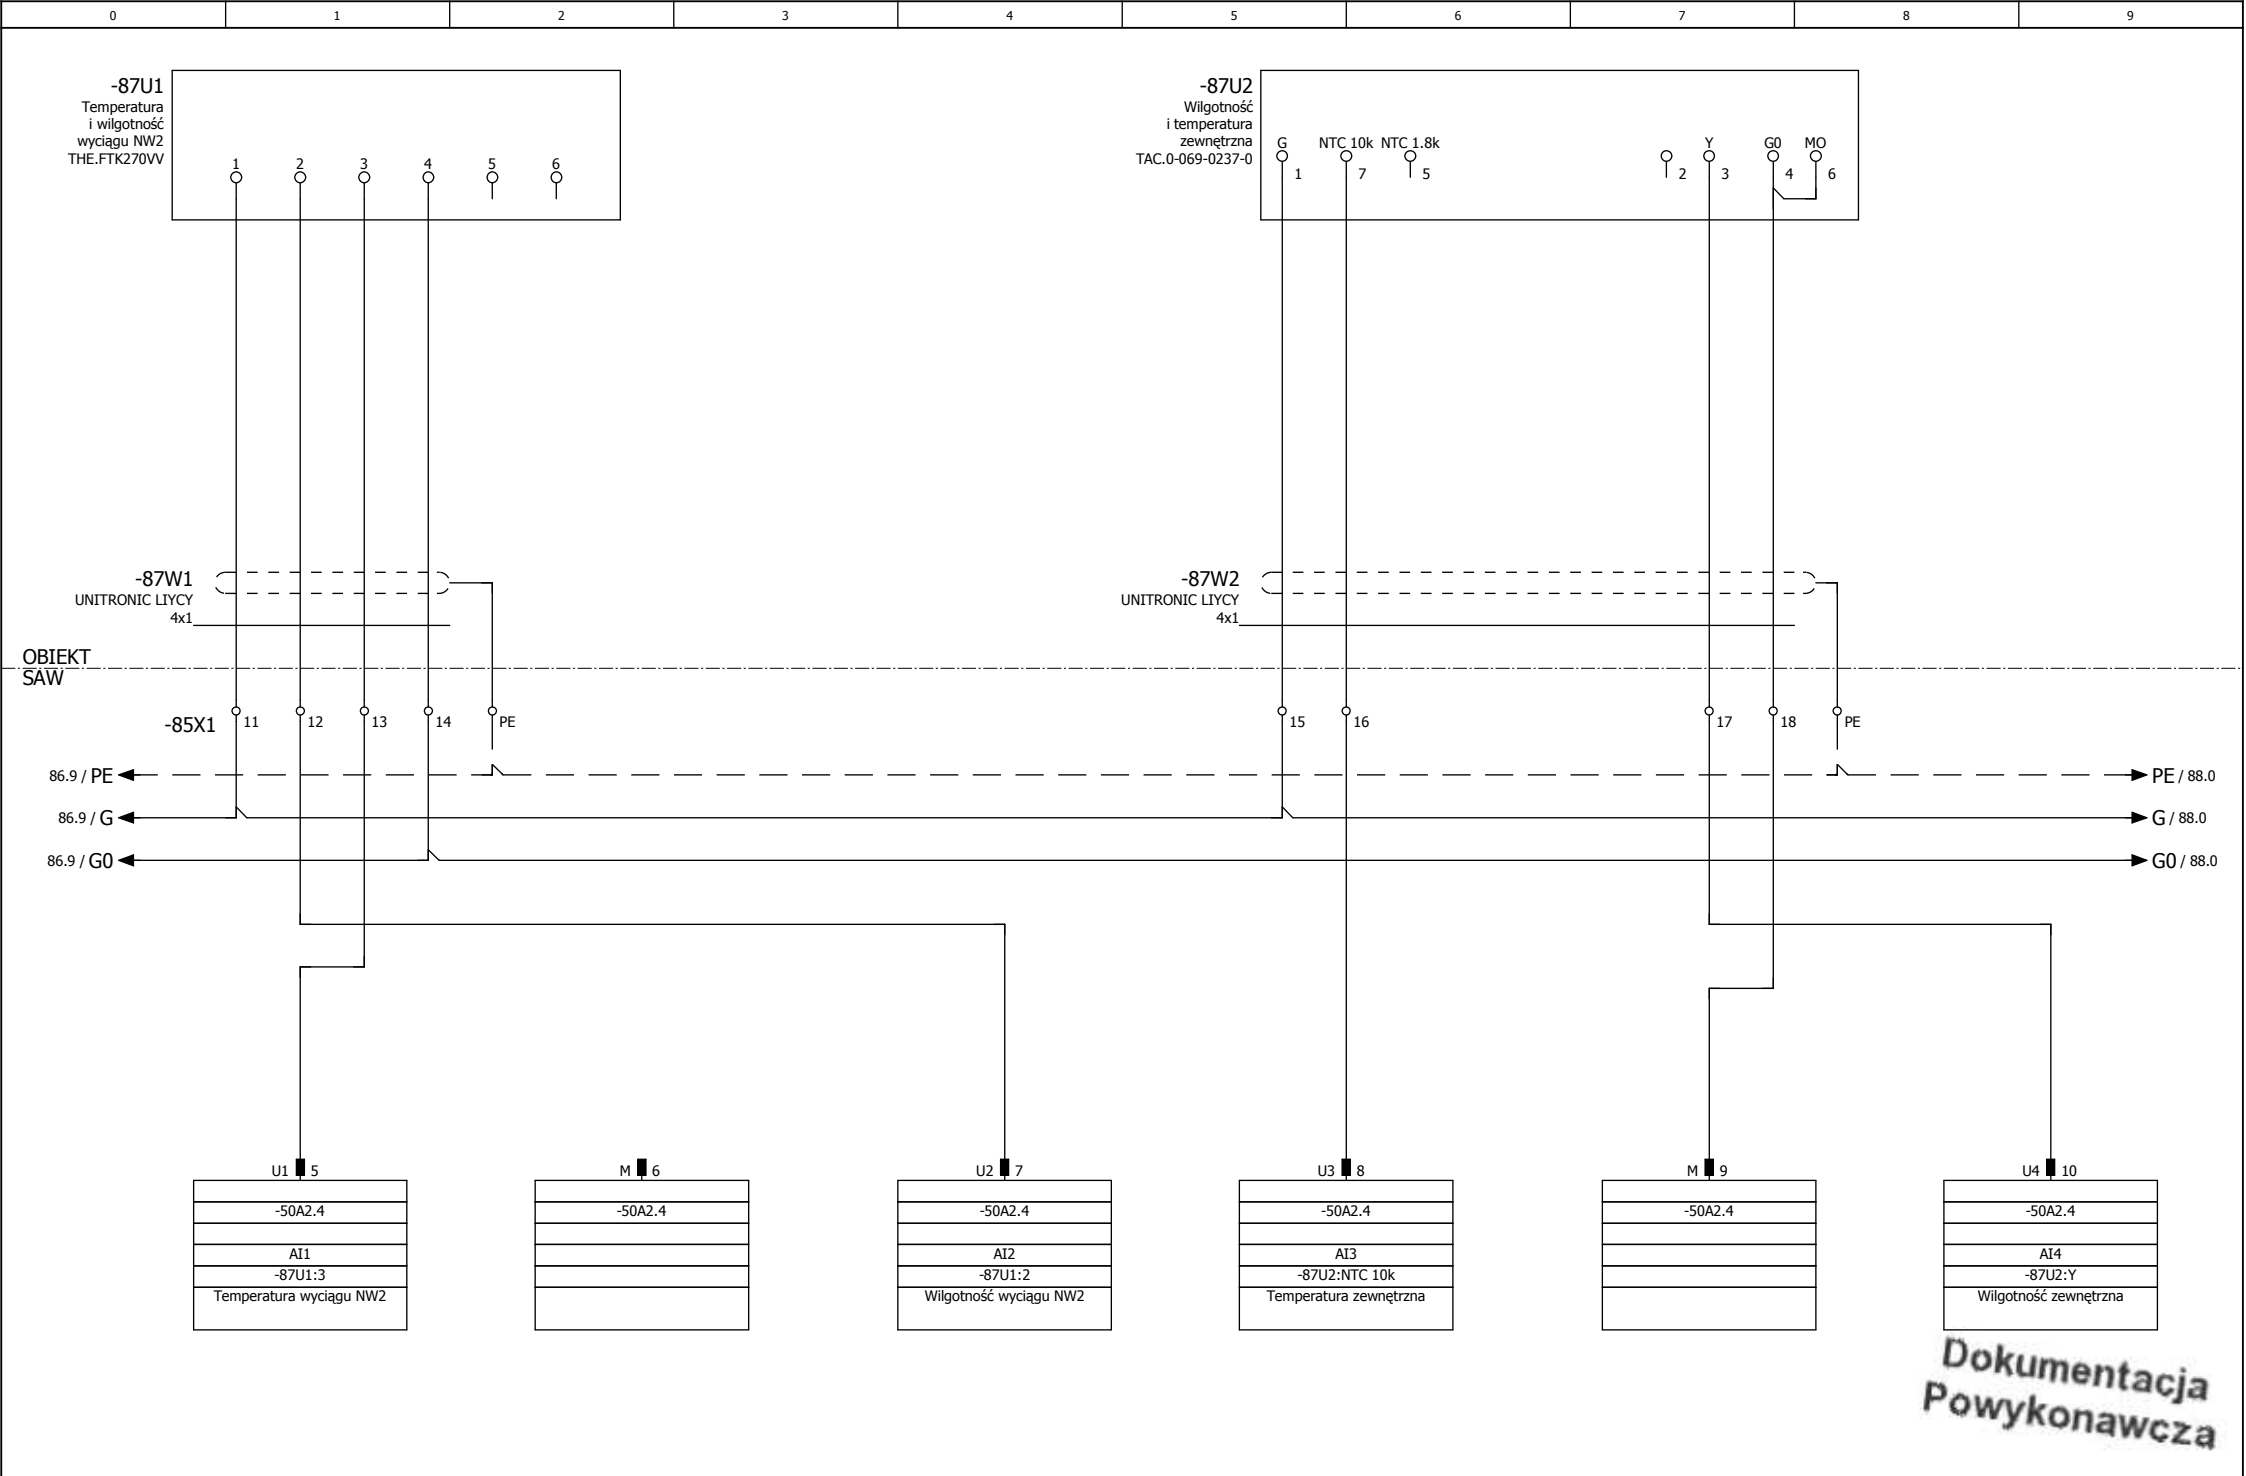 0 1 2 3 4 5 6 7 8 9
-87U1
Temperatura
i wilgotność
wyciągu NW2
THE.FTK270VV
1 2 3 4 5 6
-87U2
Wilgotność
i temperatura
zewnętrzna
TAC.0-069-0237-0
G NTC 10k NTC 1.8k Y G0 MO
1 7 5 2 3 4 6
-87W1
UNITRONIC LIYCY
4x1
-87W2
UNITRONIC LIYCY
4x1
OBIEKT
SAW
-85X1 11 12 13 14 PE 15 16 17 18 PE
86.9 / PE PE / 88.0
86.9 / G G / 88.0
86.9 / G0 G0 / 88.0
U1 5
-50A2.4
AI1
-87U1:3
Temperatura wyciągu NW2
M 6
-50A2.4
U2 7
-50A2.4
AI2
-87U1:2
Wilgotność wyciągu NW2
U3 8
-50A2.4
AI3
-87U2:NTC 10k
Temperatura zewnętrzna
M 9
-50A2.4
U4 10
-50A2.4
AI4
-87U2:Y
Wilgotność zewnętrzna
Dokumentacja
Powykonawcza